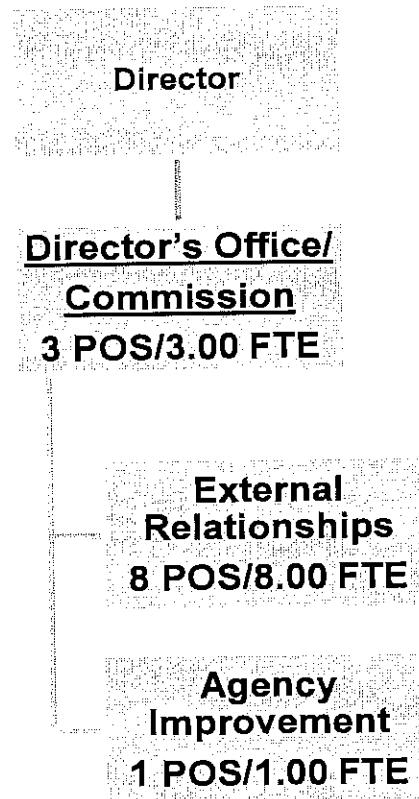 Director
Director's Office/
Commission
3 POS/3.00 FTE
External
Relationships
8 POS/8.00 FTE
Agency
Improvement
1 POS/1.00 FTE